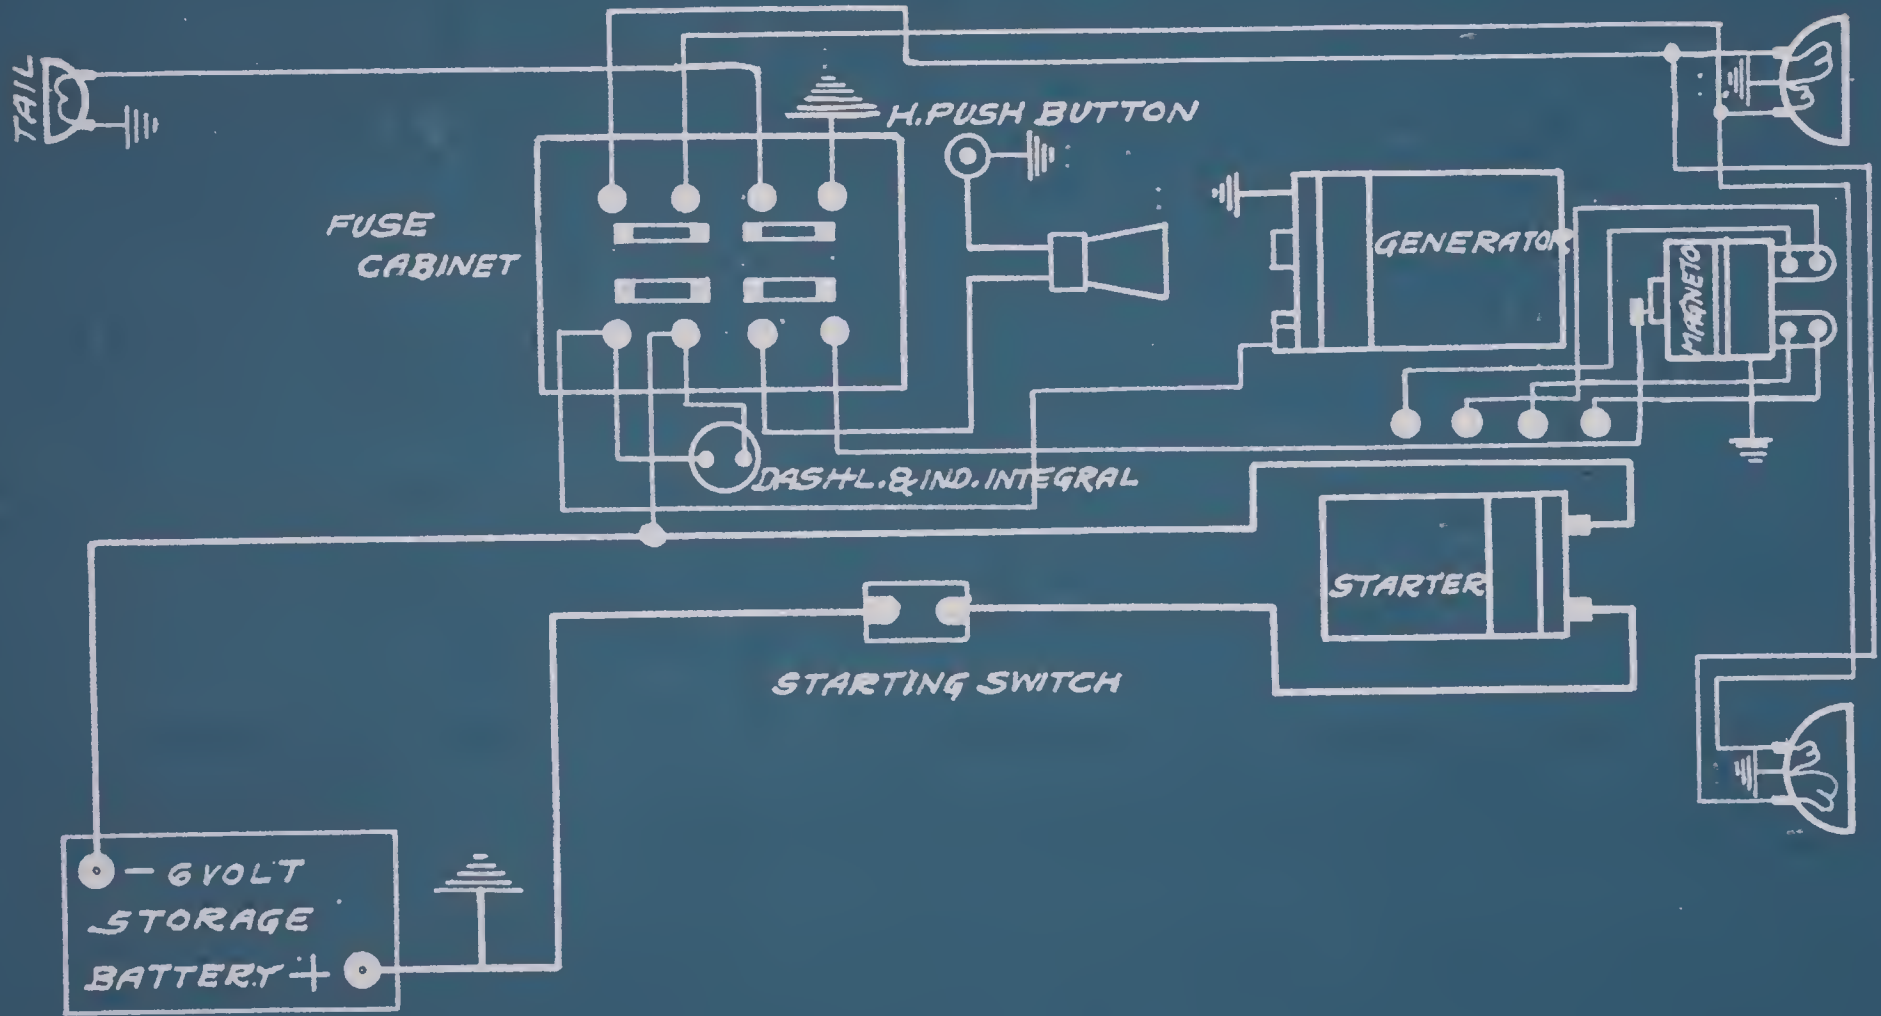 TAIL
H. PUSH BUTTON
FUSE
CABINET
GENERATOR
MAGNETO
DASH-L. & IND. INTEGRAL
STARTER
STARTING SWITCH
- 6 VOLT
STORAGE
BATTERY +